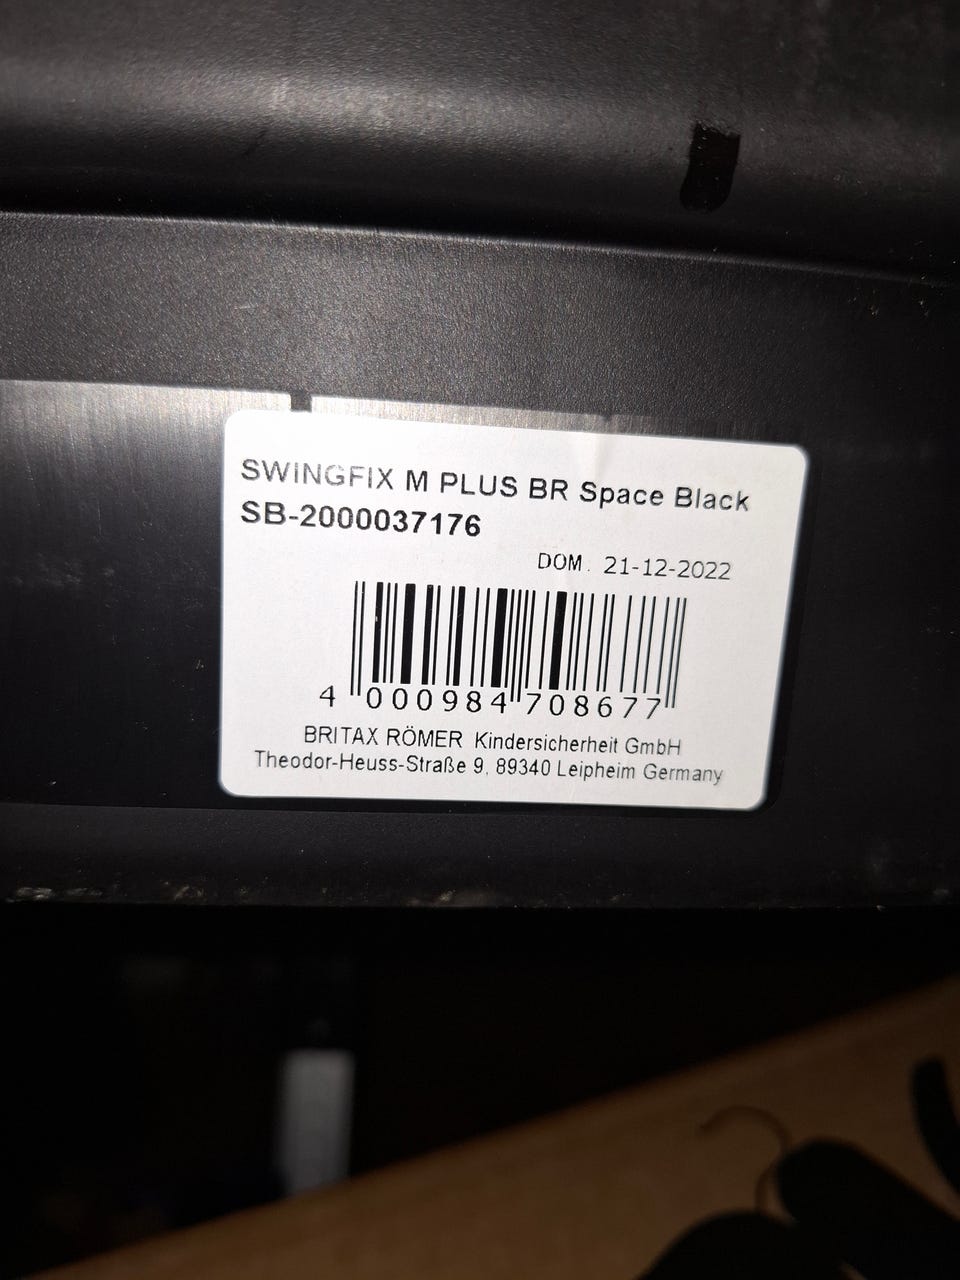 SWINGFIX M PLUS BR Space Black
SB-2000037176
DOM. 21-12-2022
4 000984 708677
BRITAX RÖMER Kindersicherheit GmbH
Theodor-Heuss-Straße 9, 89340 Leipheim Germany